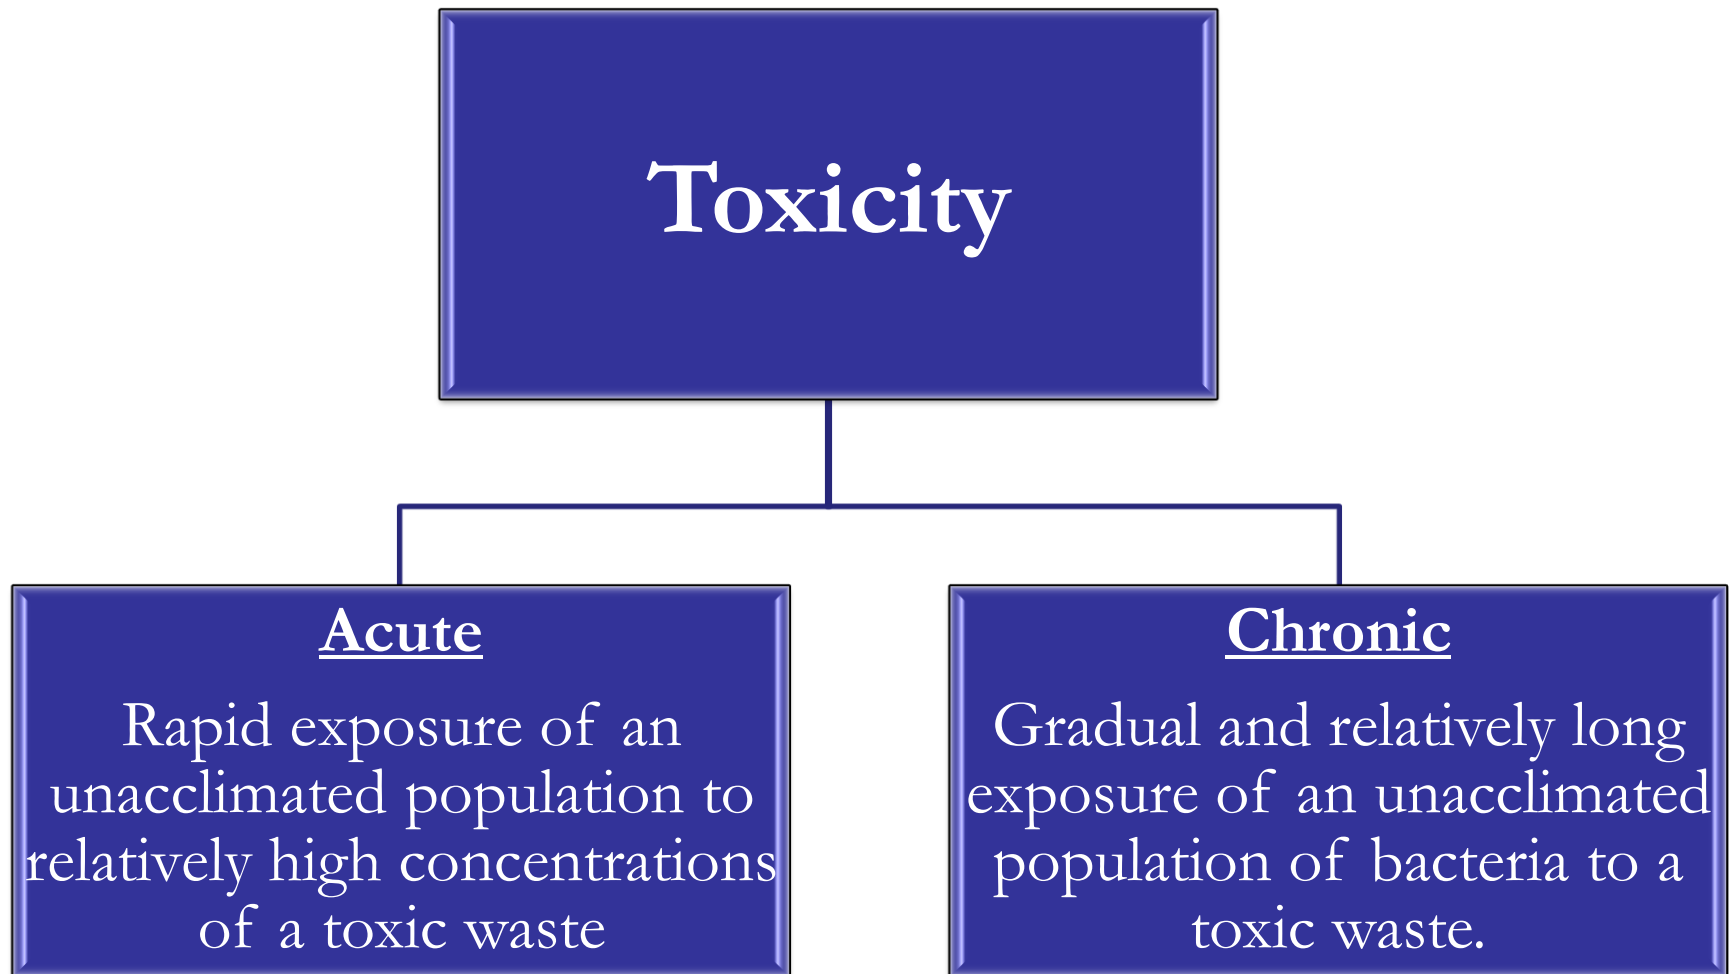 Toxicity
Acute
Rapid exposure of an
unacclimated population to
relatively high concentrations
of a toxic waste
Chronic
Gradual and relatively long
exposure of an unacclimated
population of bacteria to a
toxic waste.